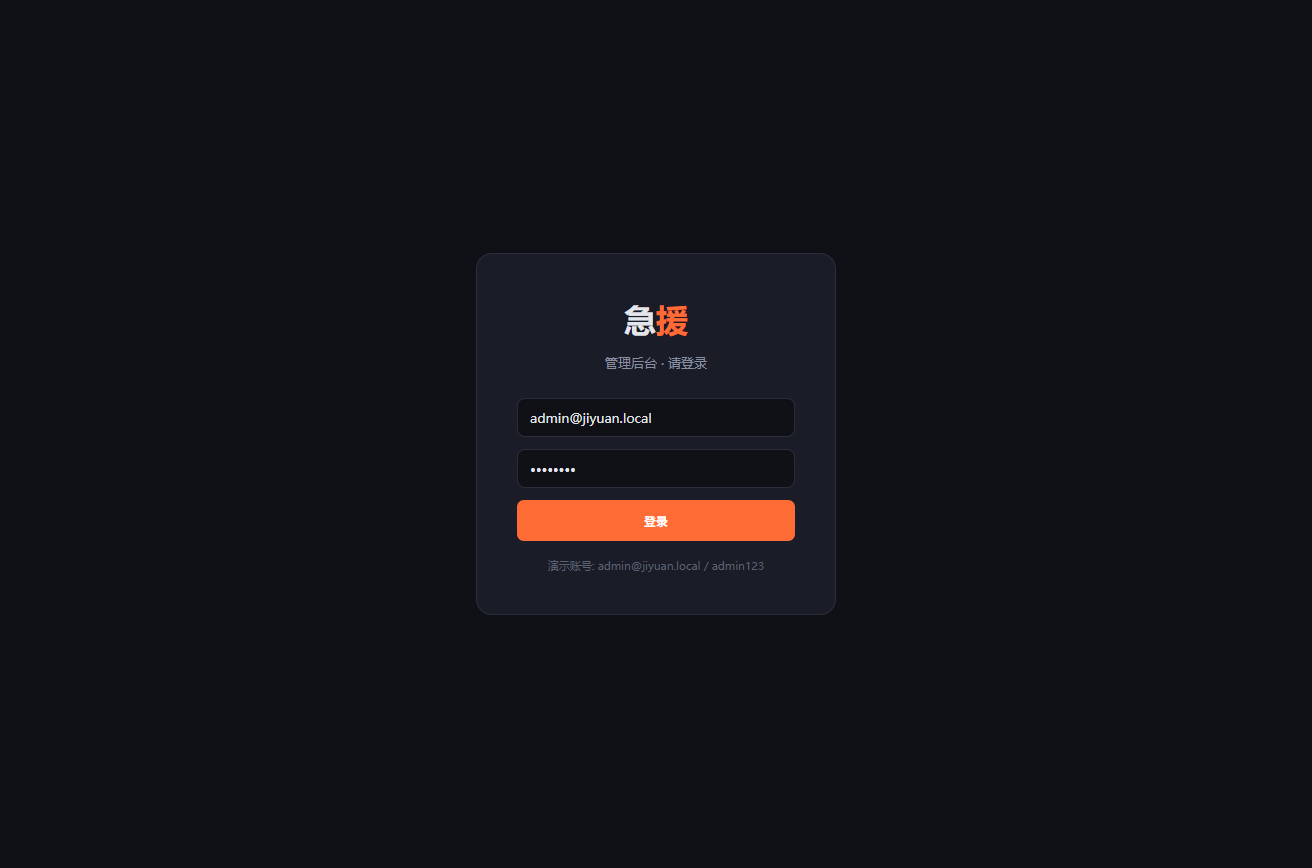 急援
管理后台 · 请登录
admin@jiyuan.local
••••••••
登录
演示账号: admin@jiyuan.local / admin123